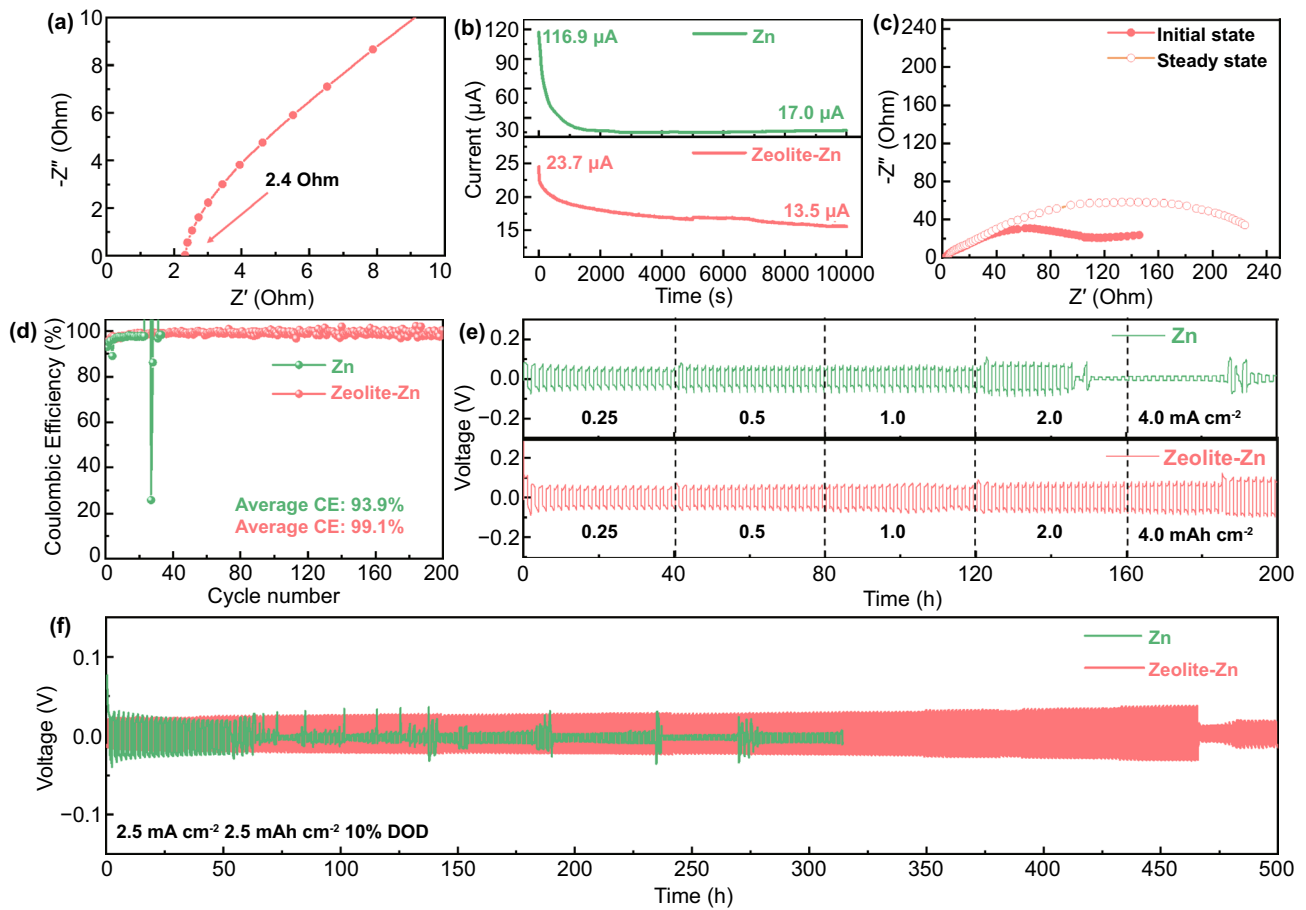 (a)
10
8
6
4
2
0
-Z″ (Ohm)
2.4 Ohm
0 2 4 6 8 10
Z′ (Ohm)
(b)
120
90
60
30
116.9 µA
Zn
17.0 µA
25
20
15
23.7 µA
Zeolite-Zn
13.5 µA
Current (µA)
0 2000 4000 6000 8000 10000
Time (s)
(c)
240
180
120
60
0
-Z″ (Ohm)
Initial state
Steady state
0 40 80 120 160 200 240
Z′ (Ohm)
(d)
100
80
60
40
20
0
Coulombic Efficiency (%)
Zn
Zeolite-Zn
Average CE: 93.9%
Average CE: 99.1%
0 40 80 120 160 200
Cycle number
(e)
0.2
0.0
−0.2
Zn
0.25 0.5 1.0 2.0 4.0 mA cm-2
0.2
0.0
−0.2
Zeolite-Zn
0.25 0.5 1.0 2.0 4.0 mAh cm-2
Voltage (V)
0 40 80 120 160 200
Time (h)
(f)
0.1
0.0
−0.1
Voltage (V)
Zn
Zeolite-Zn
2.5 mA cm-2 2.5 mAh cm-2 10% DOD
0 50 100 150 200 250 300 350 400 450 500
Time (h)